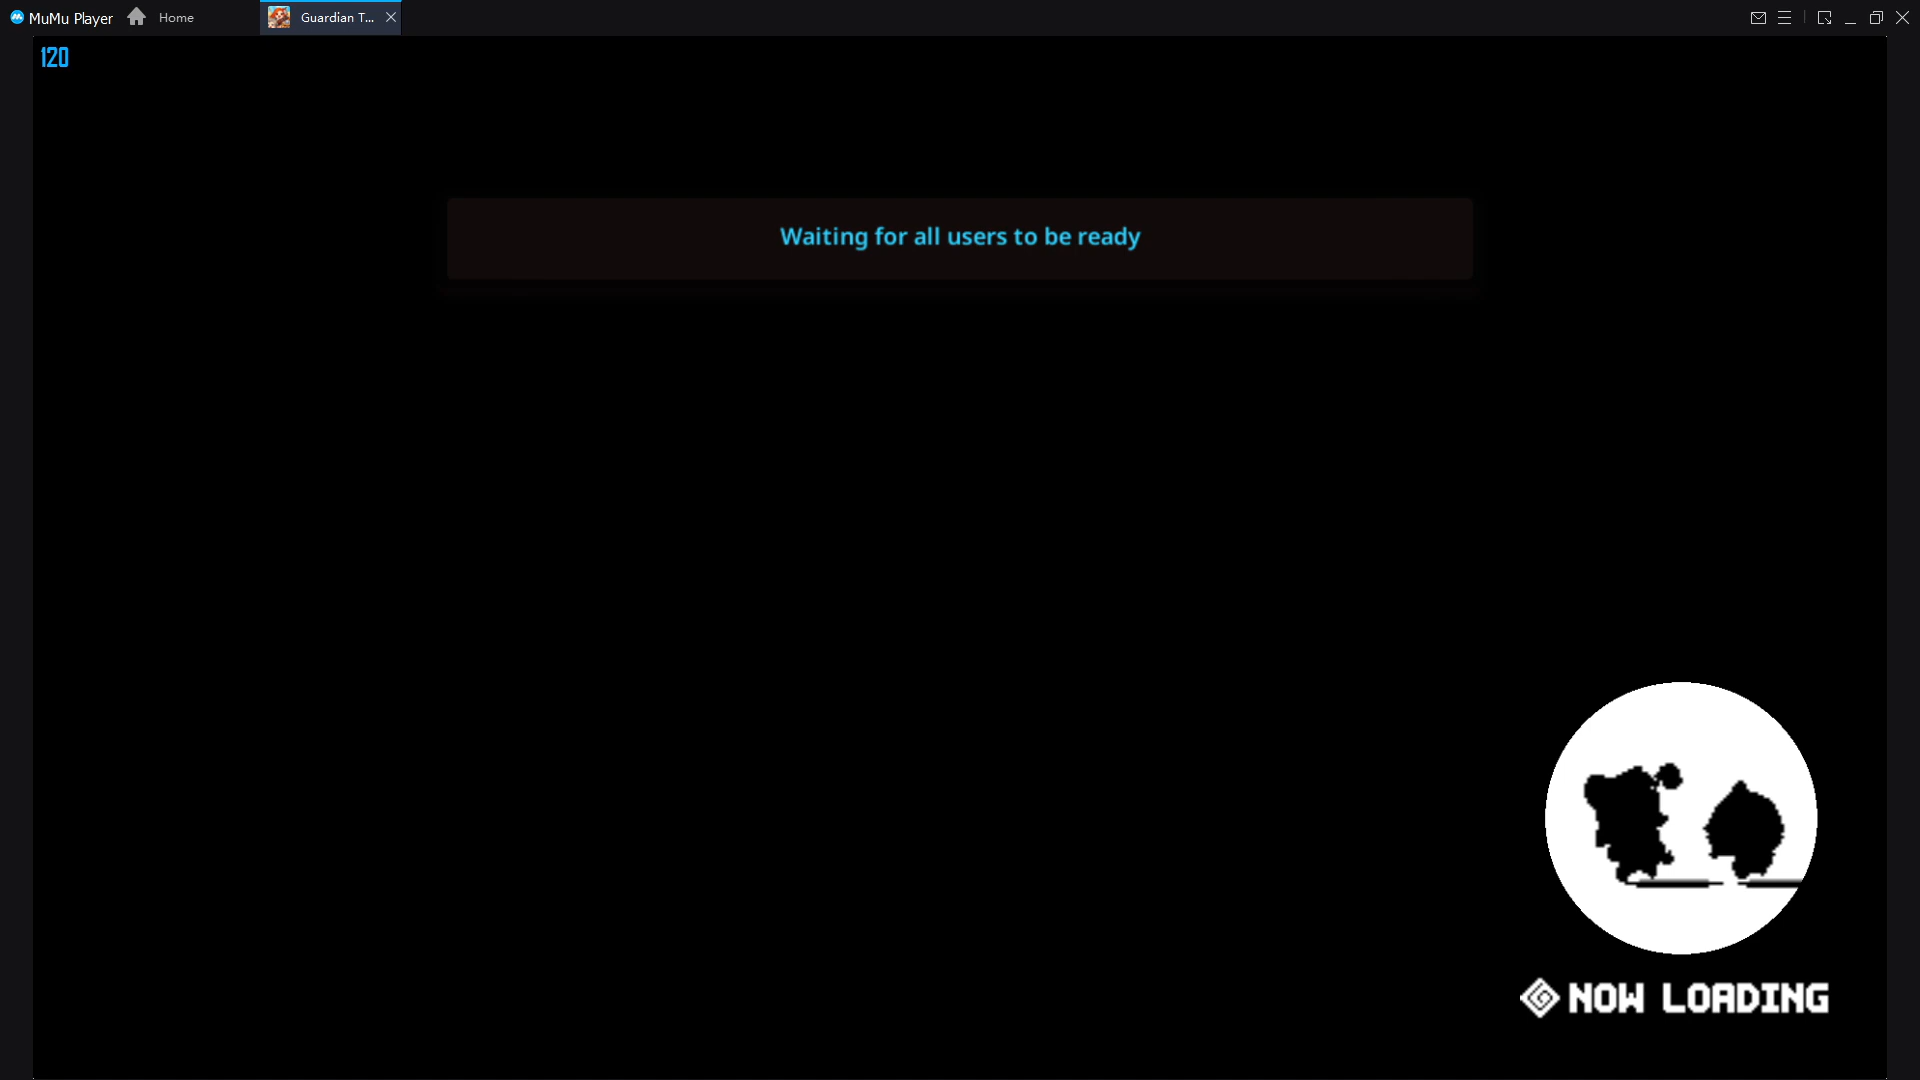 MuMu Player
Home
Guardian T...
120
Waiting for all users to be ready
NOW LOADING